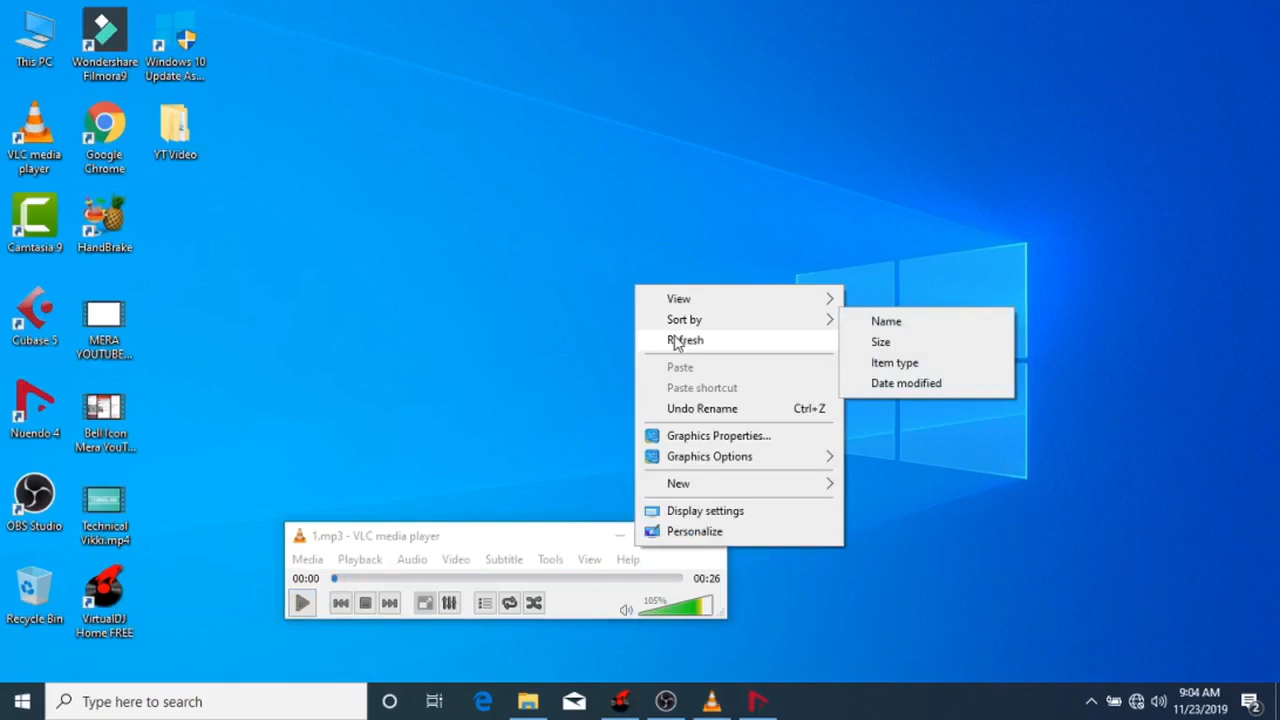 This PC
Wondershare
Filmora9
Windows 10
Update As...
VLC media
player
Google
Chrome
YT Video
Camtasia 9
HandBrake
Cubase 5
MERA
YOUTUBE...
Nuendo 4
Bell Icon
Mera YouT...
OBS Studio
Technical
Vikki.mp4
Recycle Bin
VirtualDJ
Home FREE
View
Sort by
Refresh
Paste
Paste shortcut
Undo Rename Ctrl+Z
Graphics Properties...
Graphics Options
New
Display settings
Personalize
Name
Size
Item type
Date modified
1.mp3 - VLC media player
Media Playback Audio Video Subtitle Tools View Help
00:00 00:26
105%
Type here to search
9:04 AM
11/23/2019
2